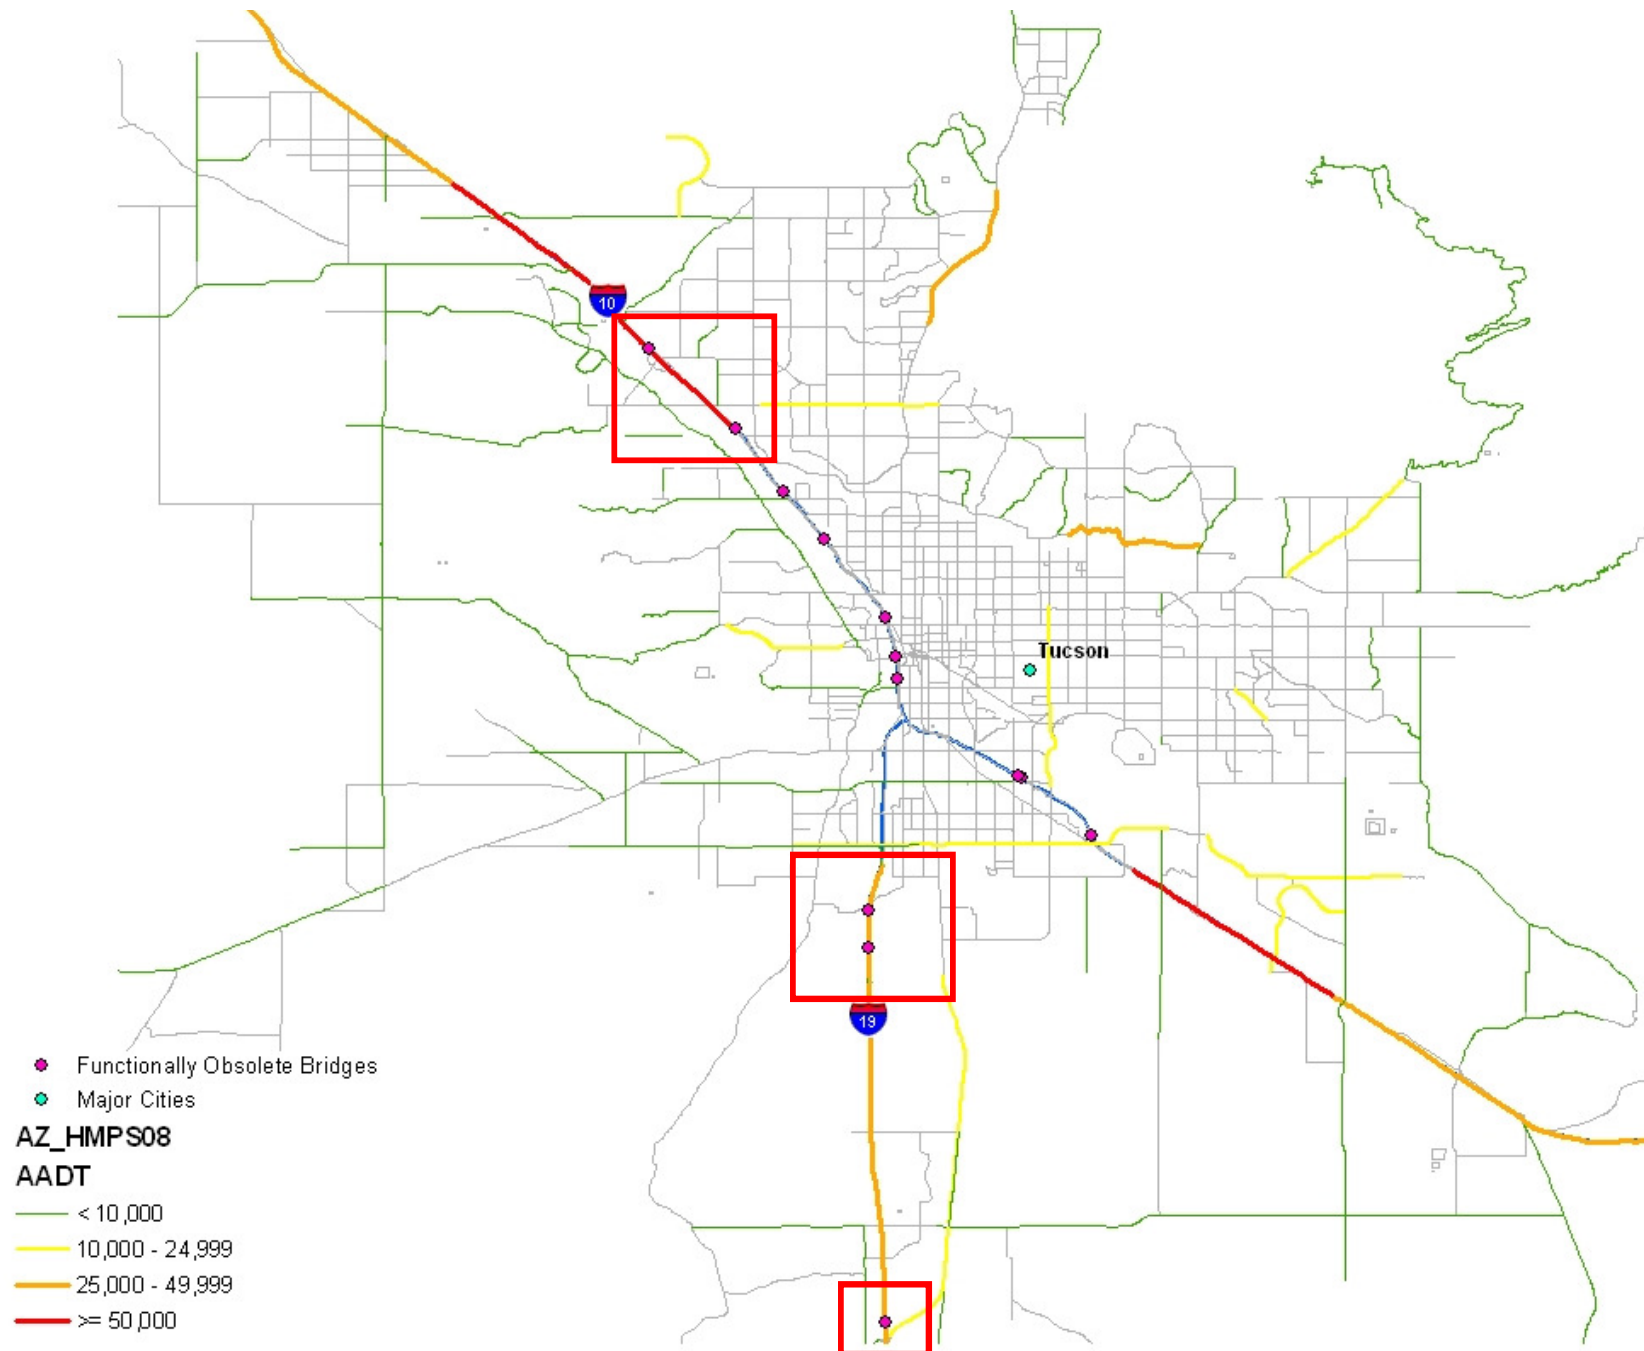 10
Tucson
19
Functionally Obsolete Bridges
Major Cities
AZ_HMPS08
AADT
< 10,000
10,000 - 24,999
25,000 - 49,999
>= 50,000